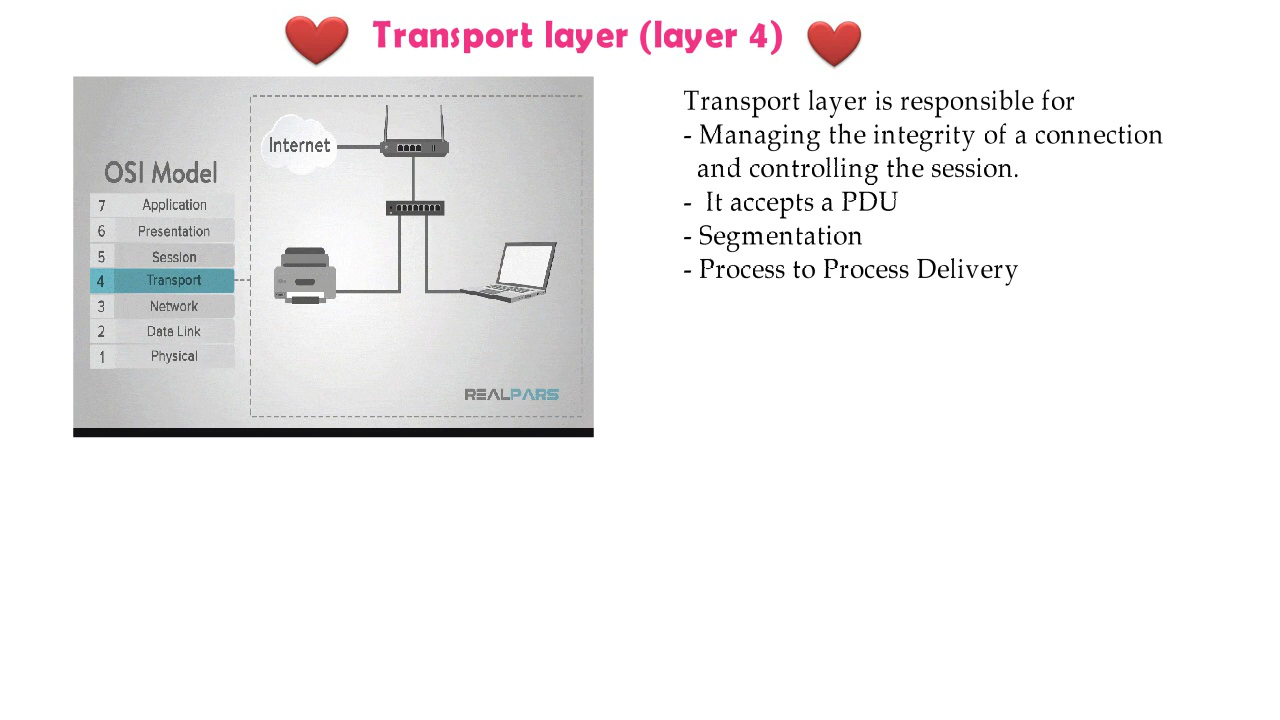 Transport layer (layer 4)
Internet
OSI Model
7 Application
6 Presentation
5 Session
4 Transport
3 Network
2 Data Link
1 Physical
REALPARS
Transport layer is responsible for
- Managing the integrity of a connection
and controlling the session.
- It accepts a PDU
- Segmentation
- Process to Process Delivery